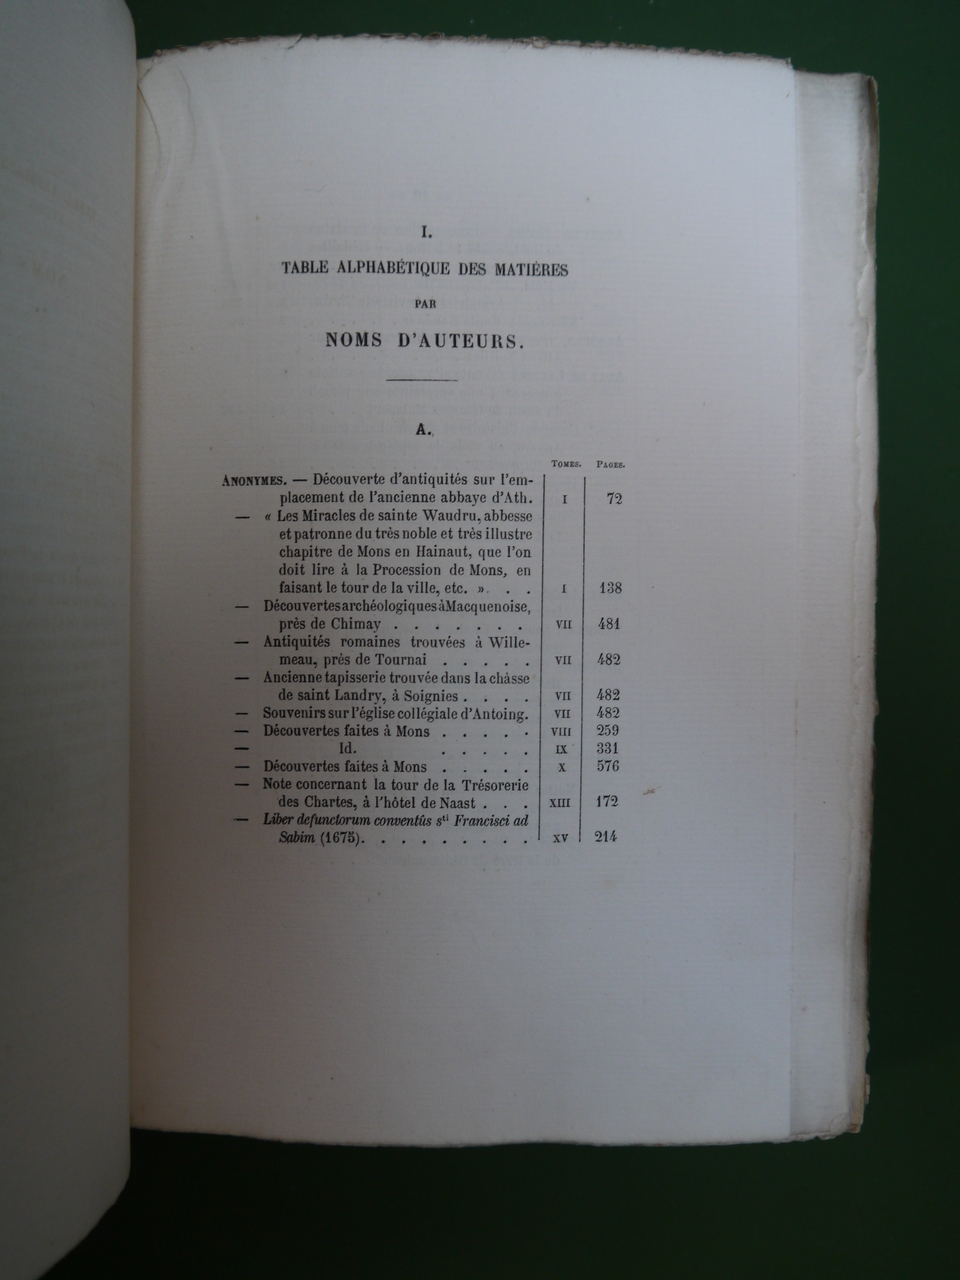 I.
TABLE ALPHABÉTIQUE DES MATIÈRES
PAR
NOMS D'AUTEURS.
A.
Tomes. Pages.
Anonymes. — Découverte d'antiquités sur l'em-
placement de l'ancienne abbaye d'Ath. I 72
— « Les Miracles de sainte Waudru, abbesse
et patronne du très noble et très illustre
chapitre de Mons en Hainaut, que l'on
doit lire à la Procession de Mons, en
faisant le tour de la ville, etc. ». . . I 138
— Découvertes archéologiques à Macquenoise,
près de Chimay . . . . . . . VII 481
— Antiquités romaines trouvées à Wille-
meau, près de Tournai . . . . . VII 482
— Ancienne tapisserie trouvée dans la châsse
de saint Landry, à Soignies . . . . VII 482
— Souvenirs sur l'église collégiale d'Antoing. VII 482
— Découvertes faites à Mons . . . . . VIII 259
— Id. . . . . . IX 331
— Découvertes faites à Mons . . . . . X 576
— Note concernant la tour de la Trésorerie
des Chartes, à l'hôtel de Naast . . . XIII 172
— Liber defunctorum conventûs sti Francisci ad
Sabim (1675). . . . . . . . . XV 214